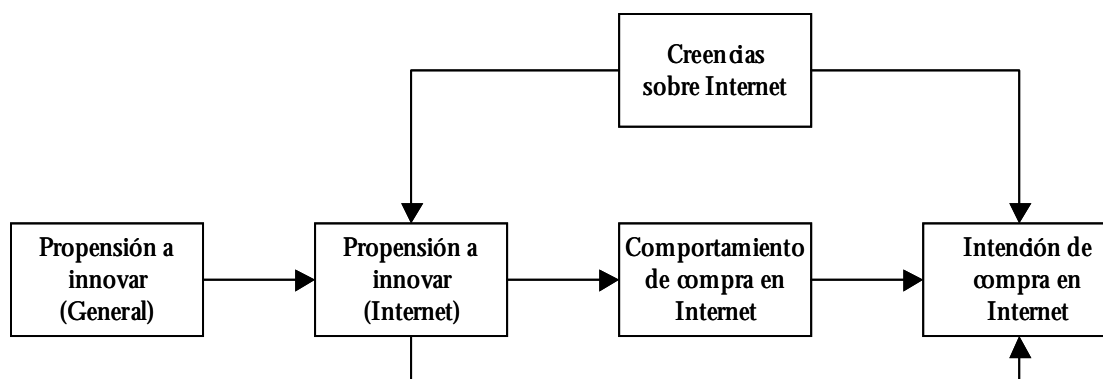 Creencias
sobre Internet
Propensión a
innovar
(General)
Propensión a
innovar
(Internet)
Comportamiento
de compra en
Internet
Intención de
compra en
Internet